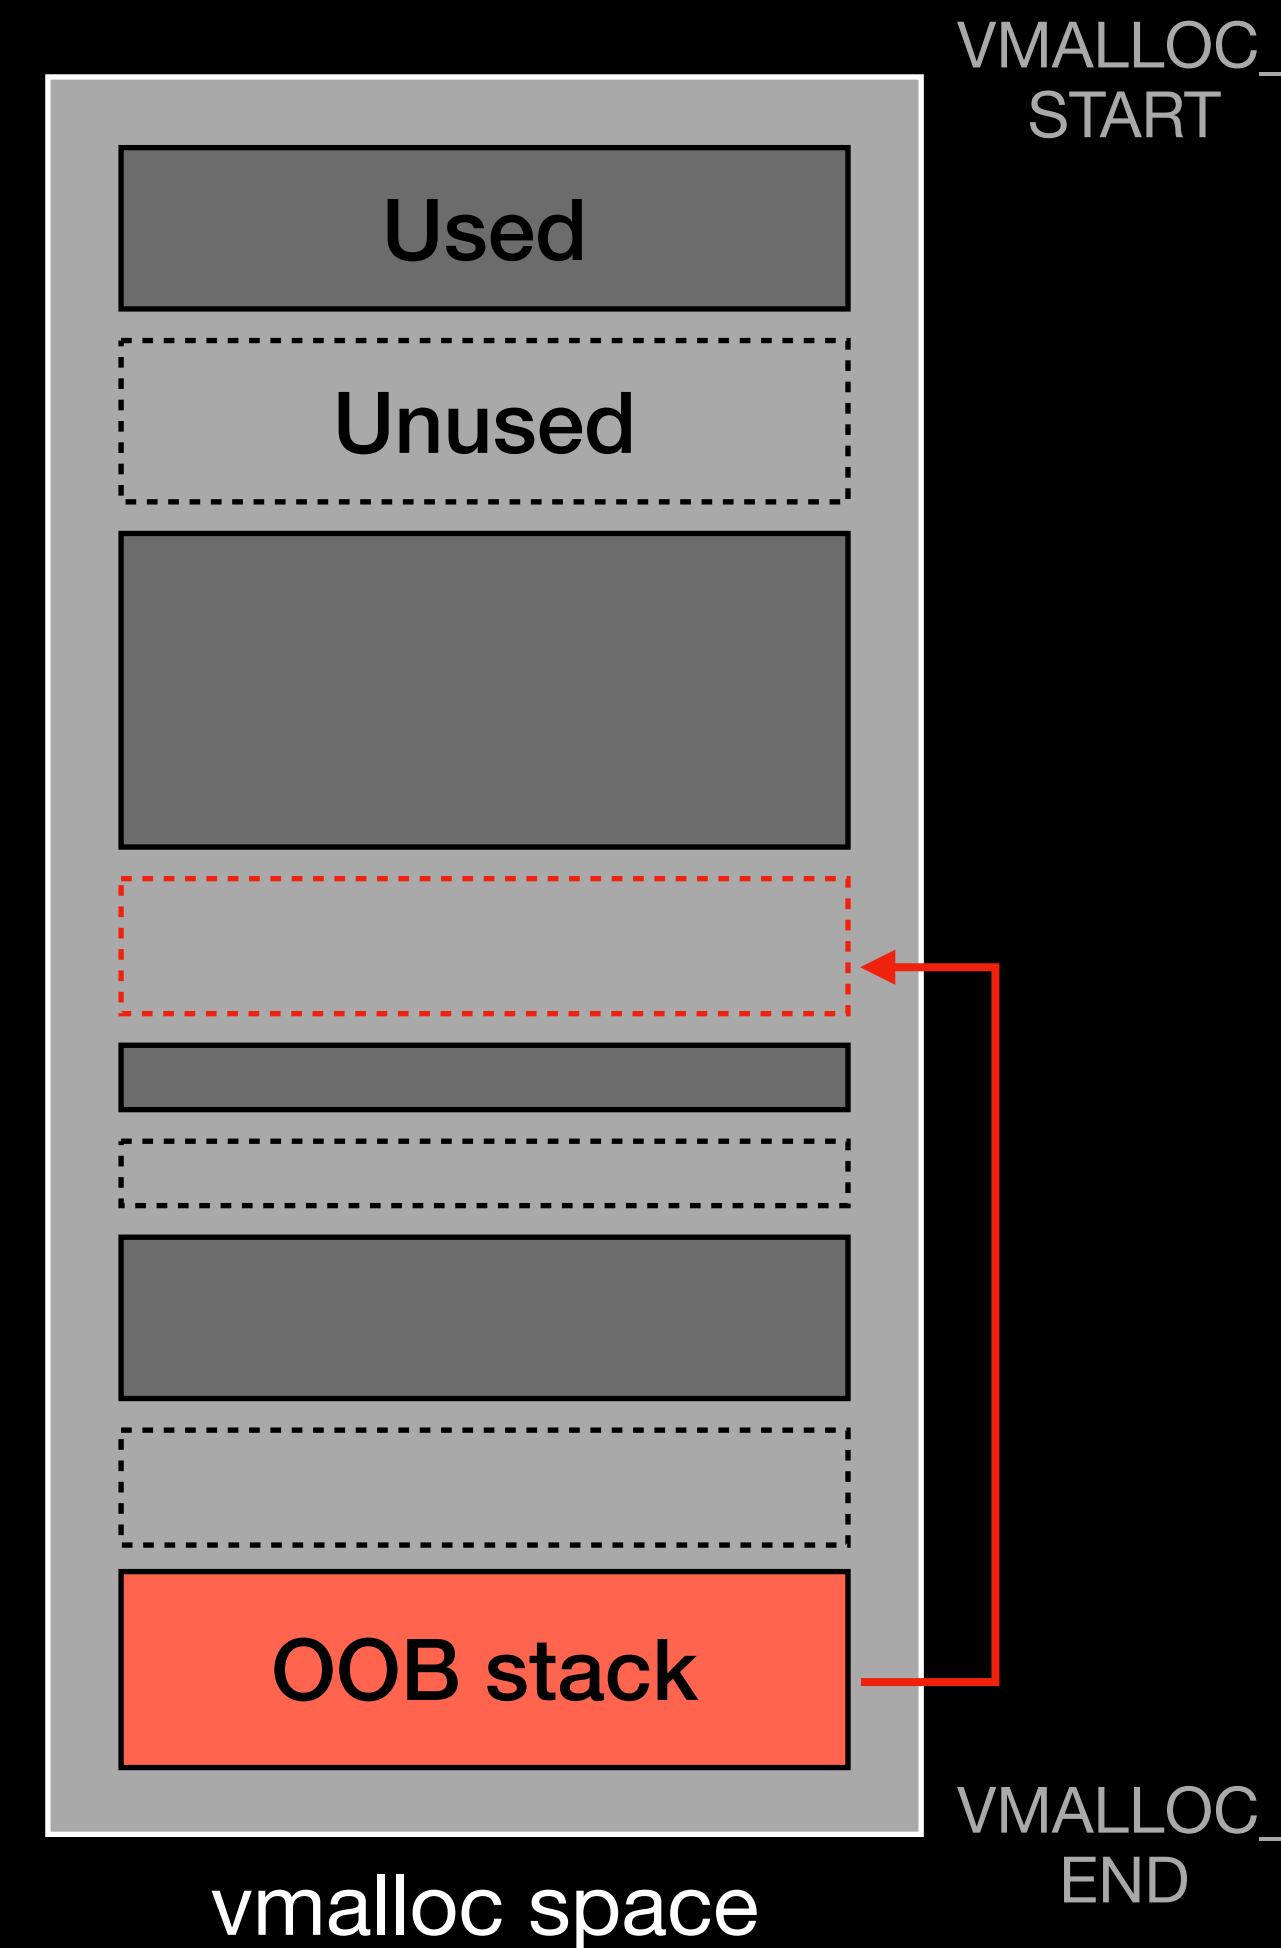 VMALLOC_
START
Used
Unused
OOB stack
VMALLOC_
END
vmalloc space